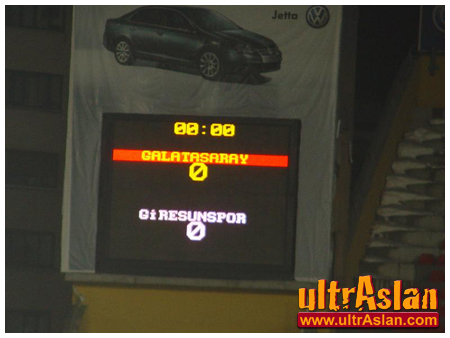 Jetta
00:00
GALATASARAY
0
GiRESUNSPOR
0
ultrAslan
www.ultrAslan.com